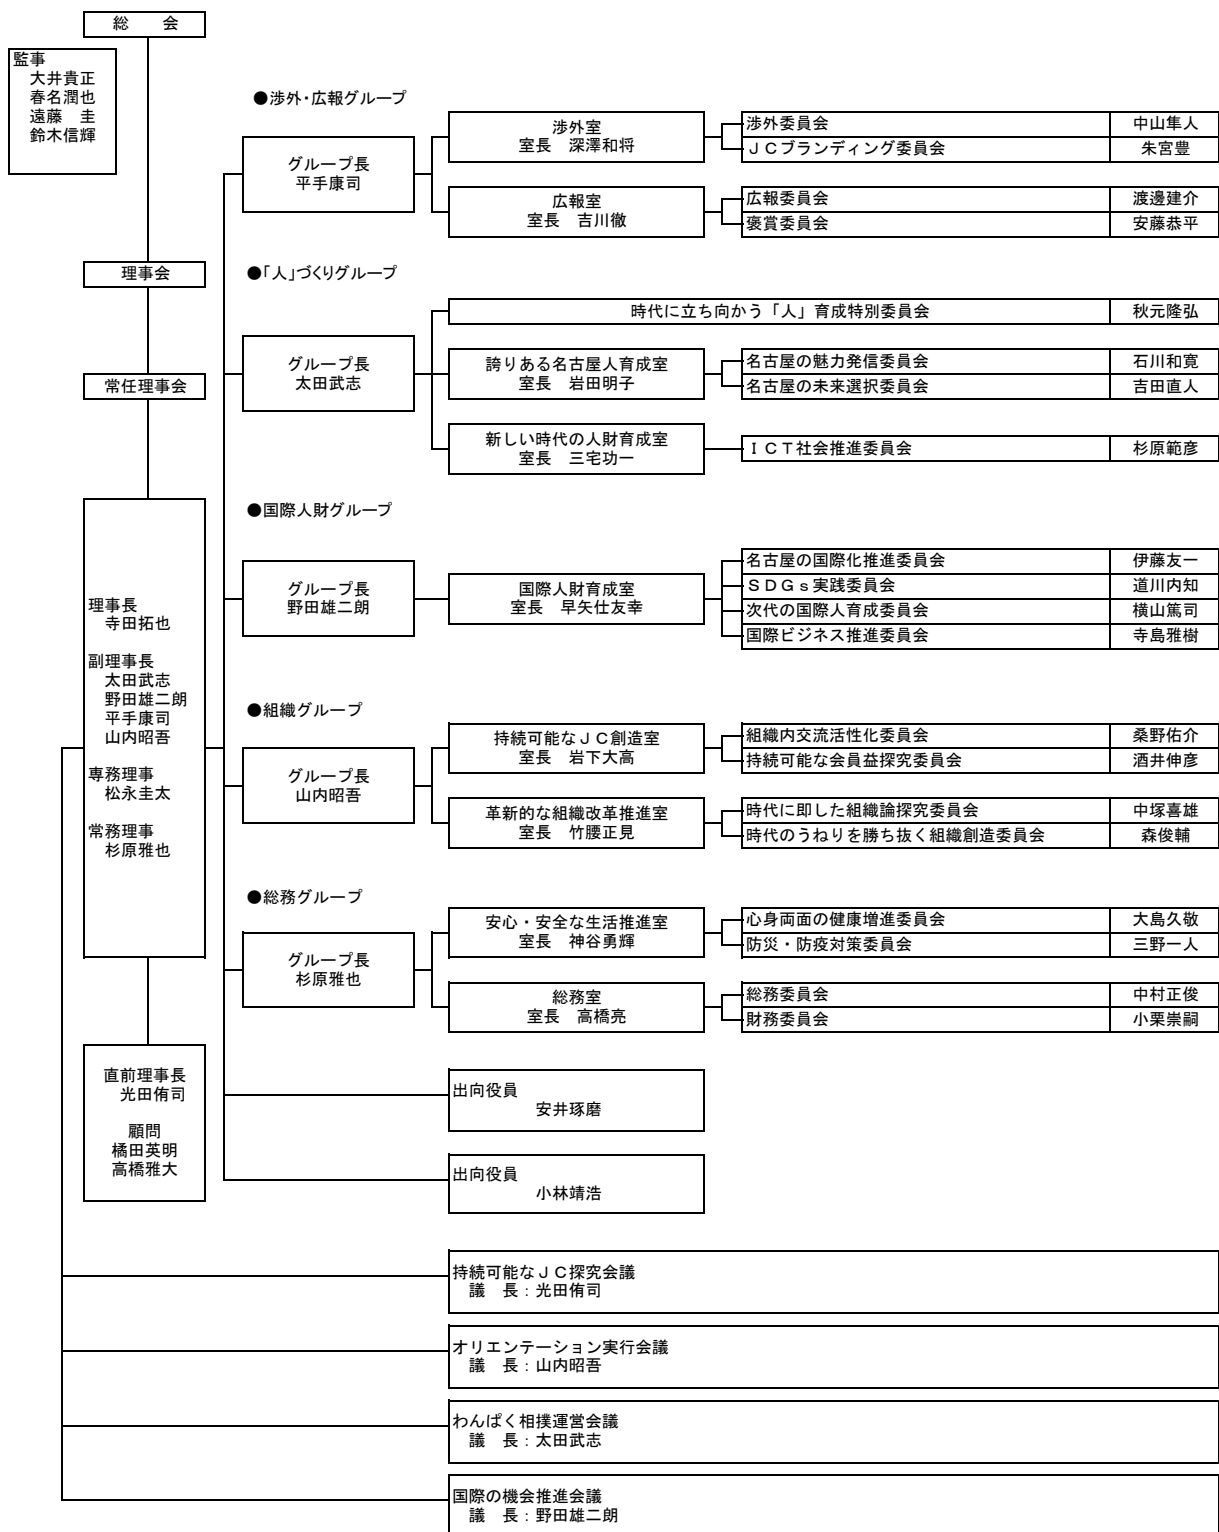 総　　会
監事
大井貴正
春名潤也
遠藤　圭
鈴木信輝
理事会
常任理事会
理事長
寺田拓也
副理事長
太田武志
野田雄二朗
平手康司
山内昭吾
専務理事
松永圭太
常務理事
杉原雅也
直前理事長
光田侑司
顧問
橘田英明
高橋雅大
●渉外・広報グループ
グループ長
平手康司
渉外室
室長　深澤和将
渉外委員会　中山隼人
ＪＣブランディング委員会　朱宮豊
広報室
室長　吉川徹
広報委員会　渡邊建介
褒賞委員会　安藤恭平
●「人」づくりグループ
グループ長
太田武志
時代に立ち向かう「人」育成特別委員会　秋元隆弘
誇りある名古屋人育成室
室長　岩田明子
名古屋の魅力発信委員会　石川和寛
名古屋の未来選択委員会　吉田直人
新しい時代の人財育成室
室長　三宅功一
ＩＣＴ社会推進委員会　杉原範彦
●国際人財グループ
グループ長
野田雄二朗
国際人財育成室
室長　早矢仕友幸
名古屋の国際化推進委員会　伊藤友一
ＳＤＧｓ実践委員会　道川内知
次代の国際人育成委員会　横山篤司
国際ビジネス推進委員会　寺島雅樹
●組織グループ
グループ長
山内昭吾
持続可能なＪＣ創造室
室長　岩下大高
組織内交流活性化委員会　桑野佑介
持続可能な会員益探究委員会　酒井伸彦
革新的な組織改革推進室
室長　竹腰正見
時代に即した組織論探究委員会　中塚喜雄
時代のうねりを勝ち抜く組織創造委員会　森俊輔
●総務グループ
グループ長
杉原雅也
安心・安全な生活推進室
室長　神谷勇輝
心身両面の健康増進委員会　大島久敬
防災・防疫対策委員会　三野一人
総務室
室長　高橋亮
総務委員会　中村正俊
財務委員会　小栗崇嗣
出向役員
安井琢磨
出向役員
小林靖浩
持続可能なＪＣ探究会議
議　長：光田侑司
オリエンテーション実行会議
議　長：山内昭吾
わんぱく相撲運営会議
議　長：太田武志
国際の機会推進会議
議　長：野田雄二朗